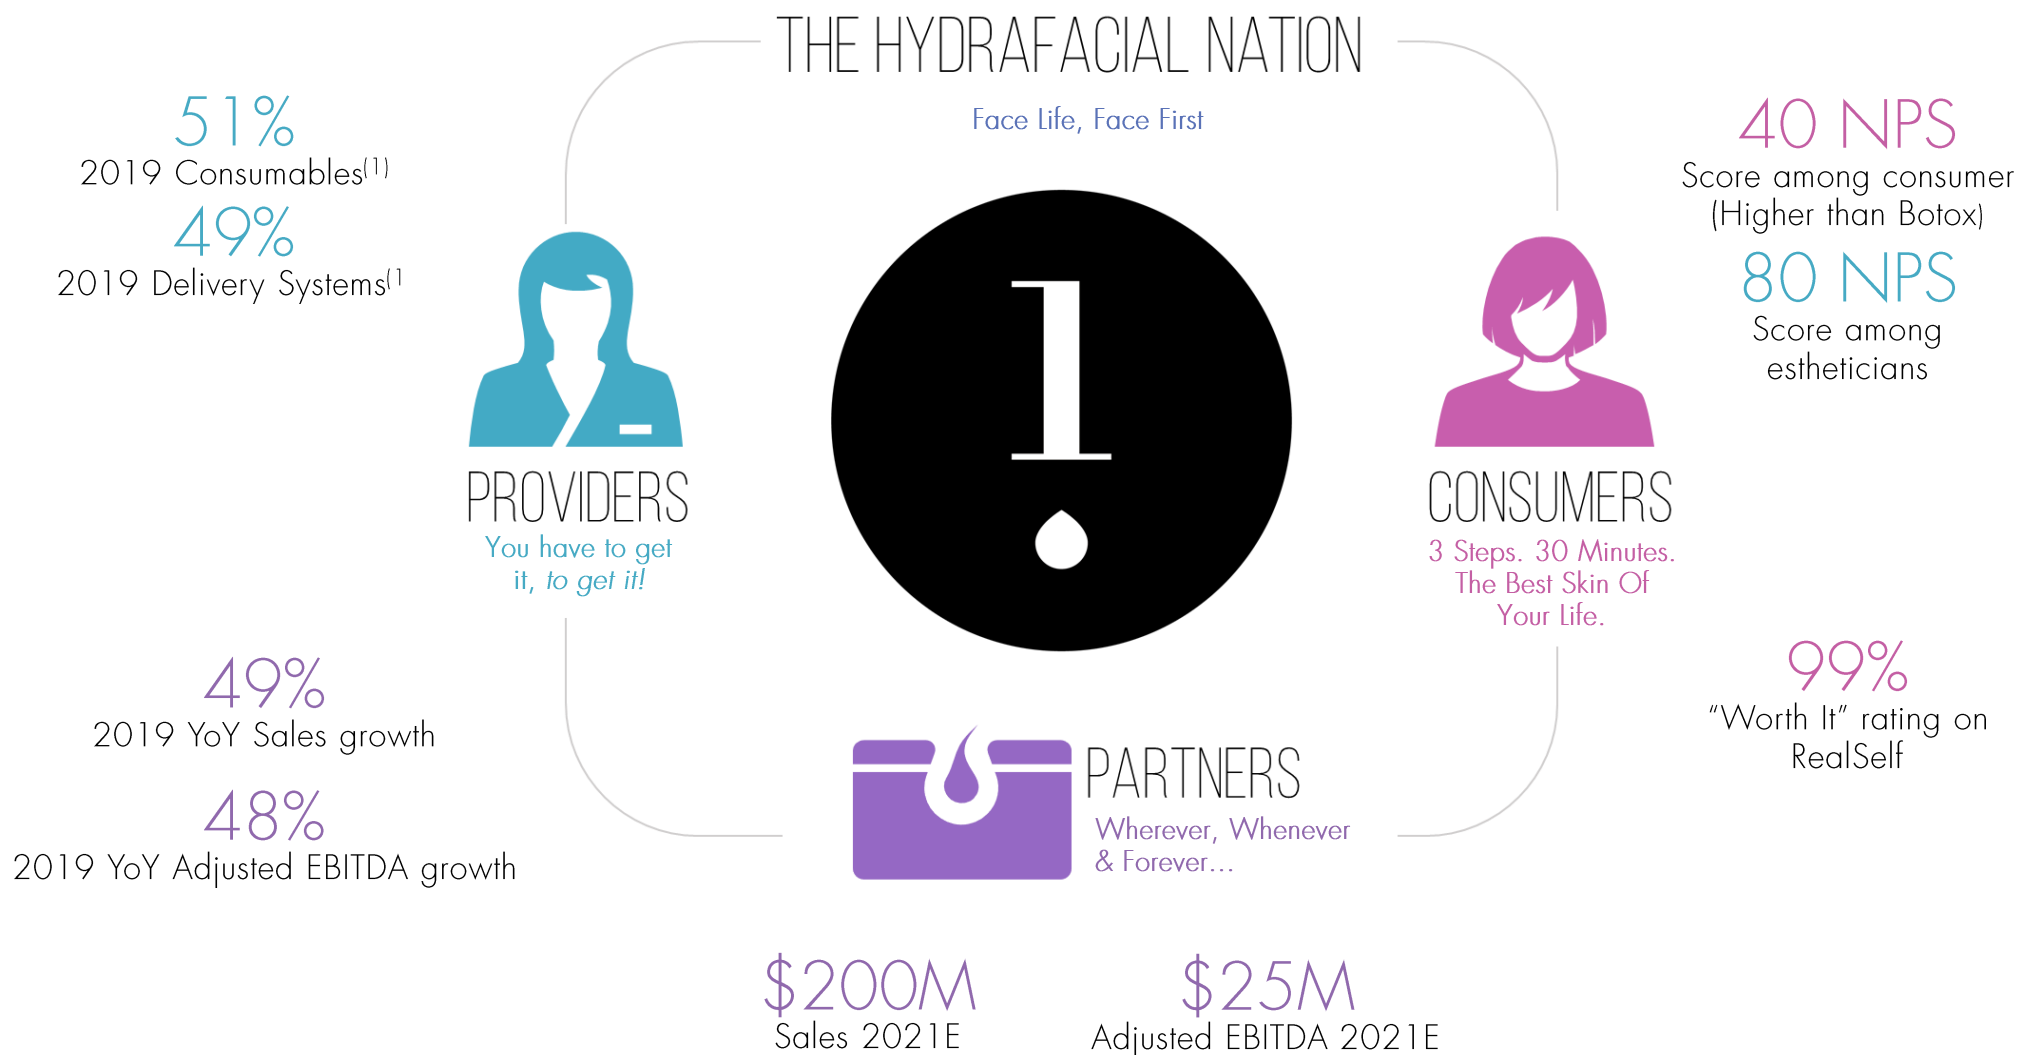 THE HYDRAFACIAL NATION
Face Life, Face First
51%
2019 Consumables(1)
49%
2019 Delivery Systems(1
40 NPS
Score among consumer
(Higher than Botox)
80 NPS
Score among
estheticians
1
PROVIDERS
You have to get
it, to get it!
CONSUMERS
3 Steps. 30 Minutes.
The Best Skin Of
Your Life.
49%
2019 YoY Sales growth
48%
2019 YoY Adjusted EBITDA growth
99%
“Worth It” rating on
RealSelf
PARTNERS
Wherever, Whenever
& Forever...
$200M
Sales 2021E
$25M
Adjusted EBITDA 2021E